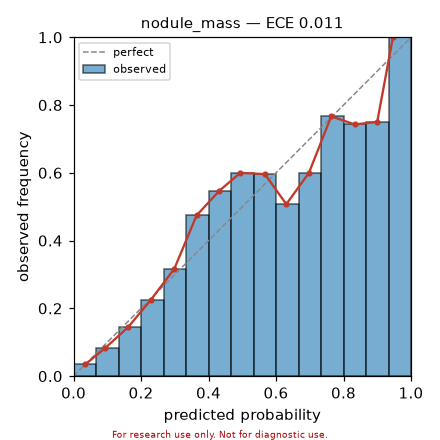 nodule_mass — ECE 0.011
perfect
observed
observed frequency
1.0
0.8
0.6
0.4
0.2
0.0
0.0 0.2 0.4 0.6 0.8 1.0
predicted probability
For research use only. Not for diagnostic use.